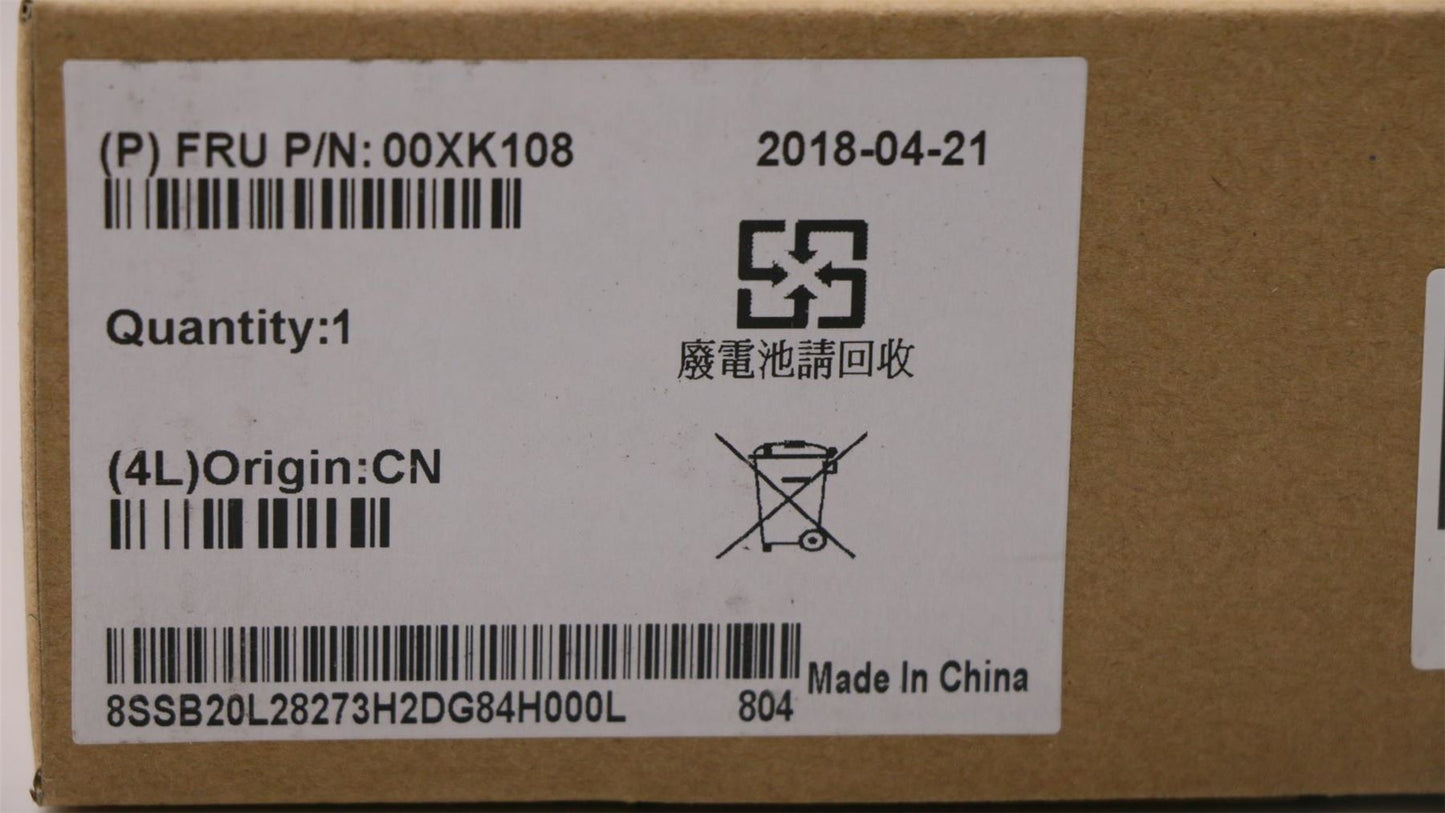 (P) FRU P/N: 00XK108
2018-04-21
Quantity:1
廢電池請回收
(4L)Origin:CN
8SSB20L28273H2DG84H000L
804
Made In China